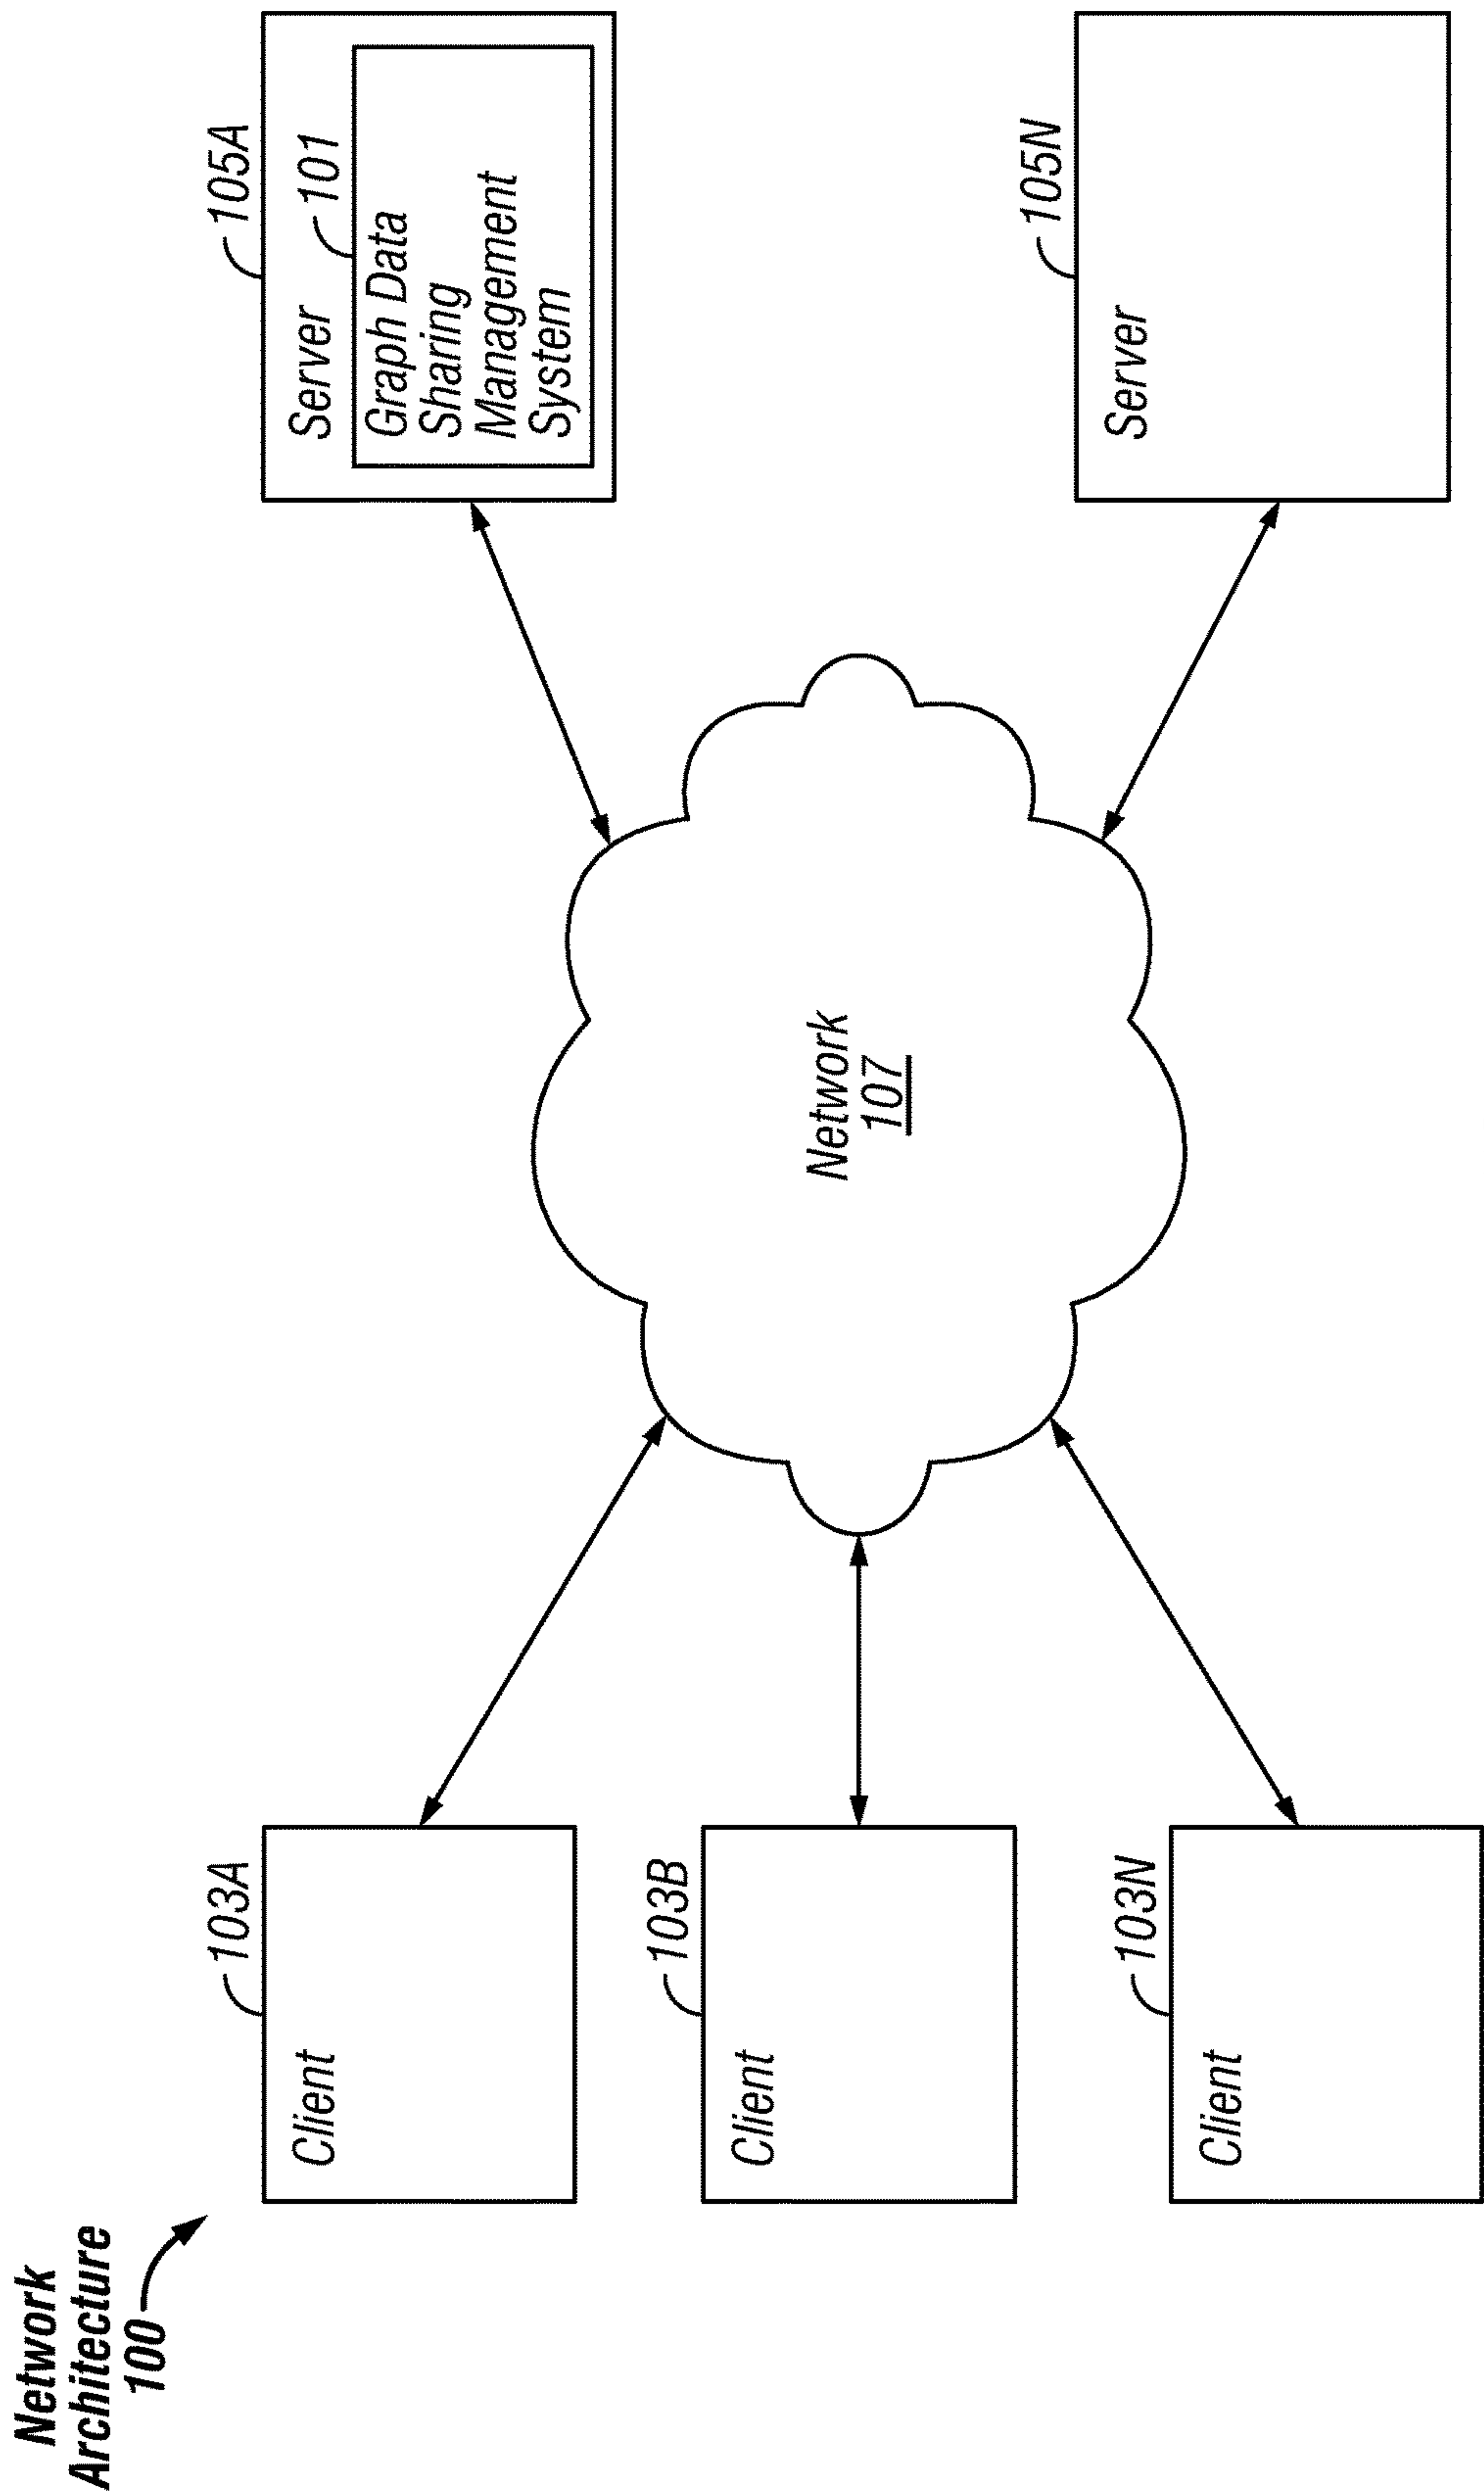 Network
Architecture
100
103A
Client
103B
Client
103N
Client
Network
107
105A
Server
101
Graph Data
Sharing
Management
System
105N
Server